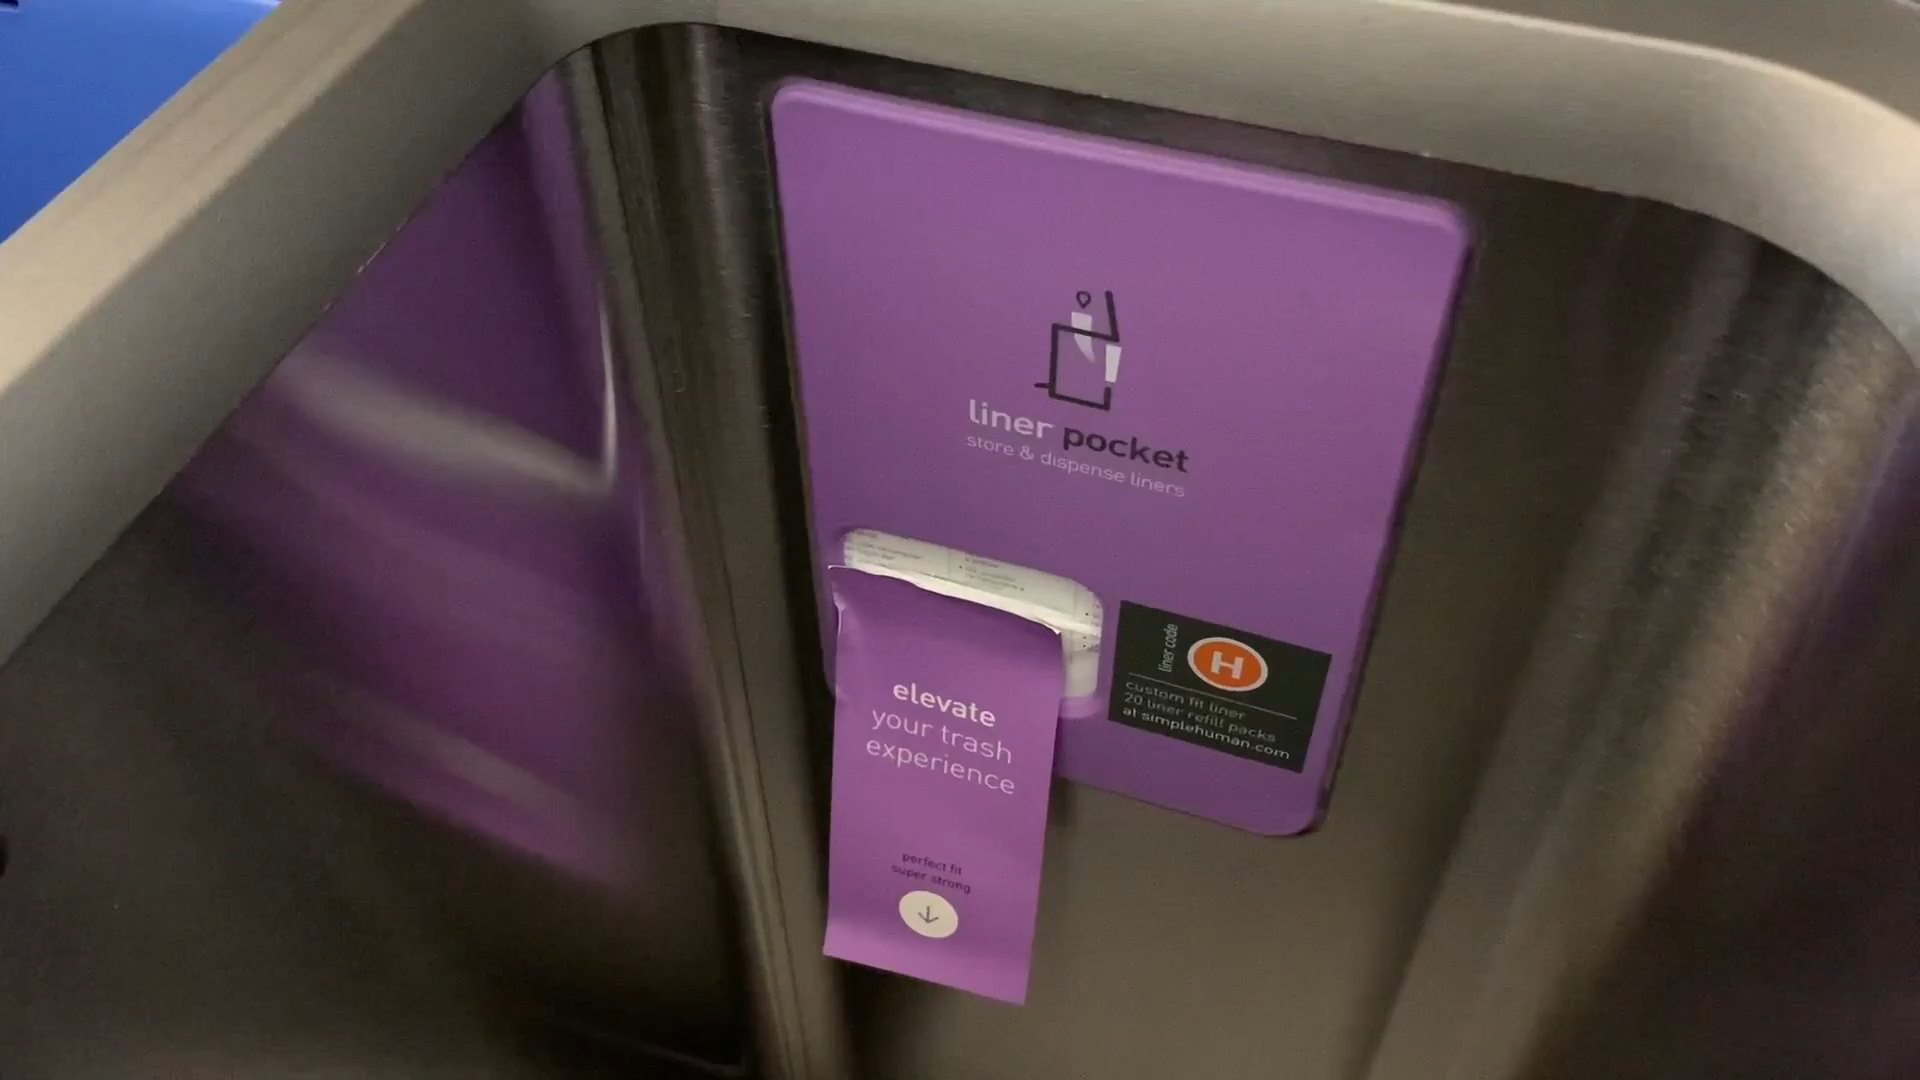 liner pocket
store & dispense liners
elevate
your trash
experience
perfect fit
super strong
liner code
H
custom fit liner
20 liner refill packs
at simplehuman.com